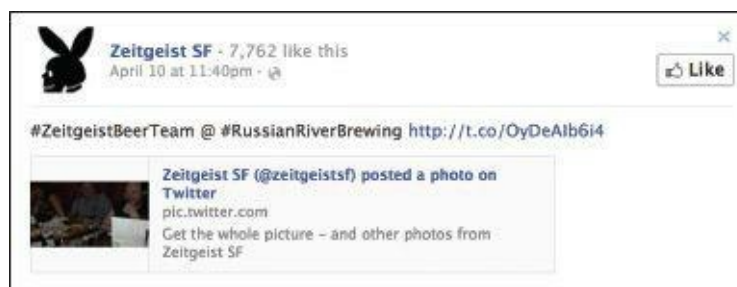 Zeitgeist SF · 7,762 like this
April 10 at 11:40pm ·
Like
#ZeitgeistBeerTeam @ #RussianRiverBrewing http://t.co/OyDeAIb6i4
Zeitgeist SF (@zeitgeistsf) posted a photo on
Twitter
pic.twitter.com
Get the whole picture – and other photos from
Zeitgeist SF